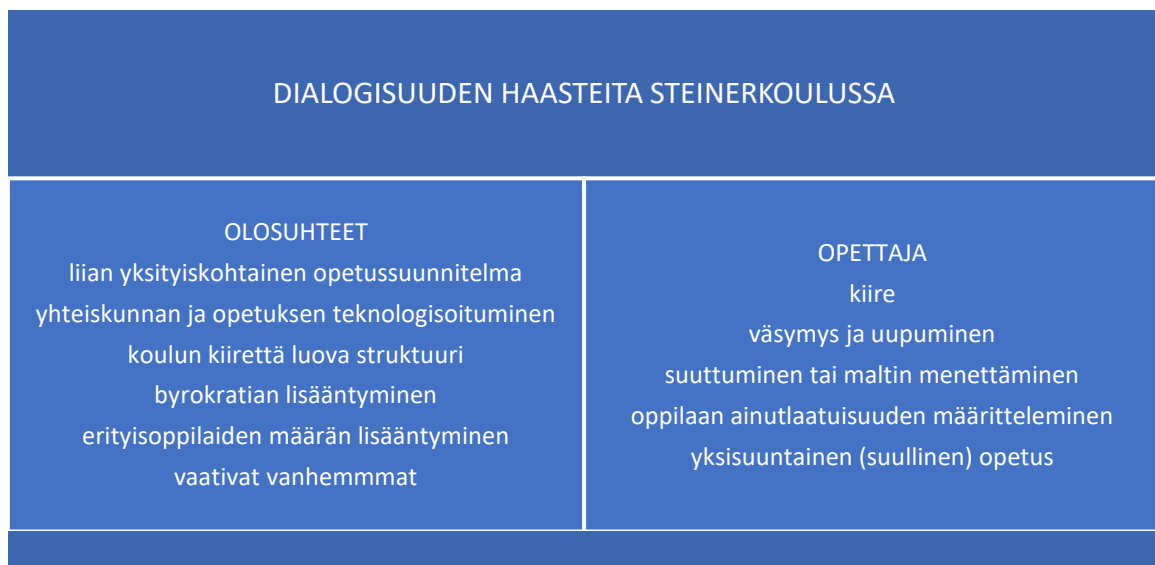 DIALOGISUUDEN HAASTEITA STEINERKOULUSSA
OLOSUHTEET
liian yksityiskohtainen opetussuunnitelma
yhteiskunnan ja opetuksen teknologisoituminen
koulun kiirettä luova struktuuri
byrokratian lisääntyminen
erityisoppilaiden määrän lisääntyminen
vaativat vanhemmmat
OPETTAJA
kiire
väsymys ja uupuminen
suuttuminen tai maltin menettäminen
oppilaan ainutlaatuisuuden määritteleminen
yksisuuntainen (suullinen) opetus